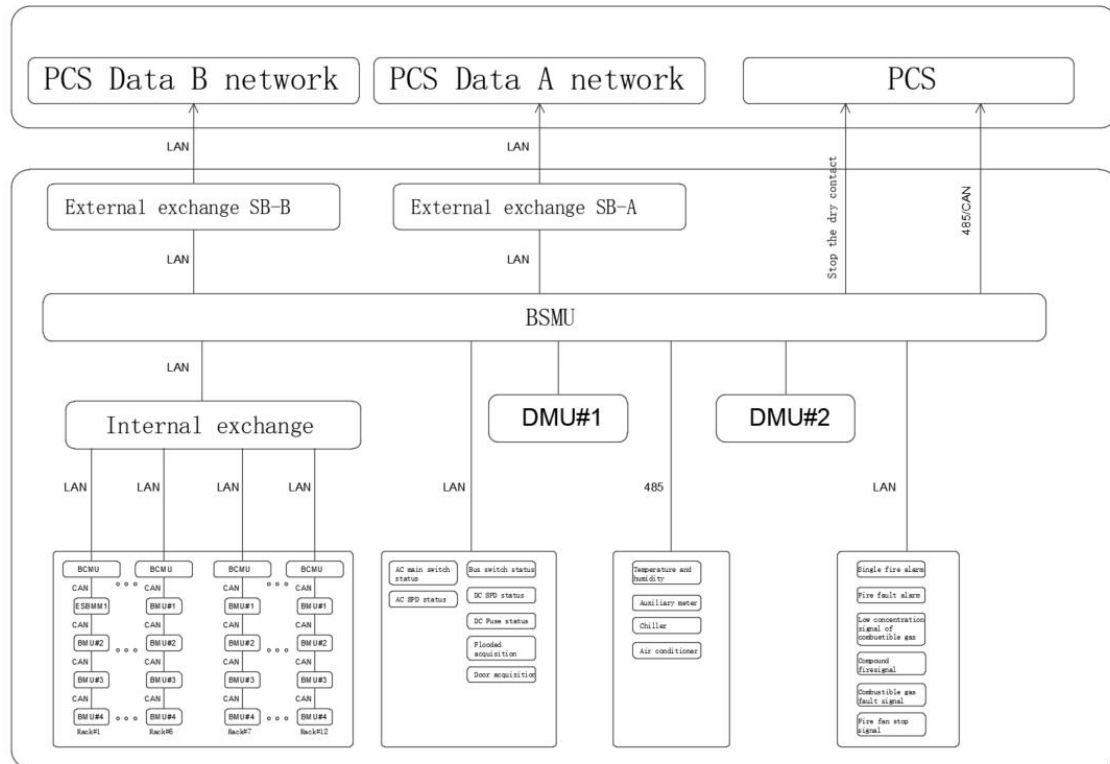 PCS Data B network
PCS Data A network
PCS
LAN
LAN
Stop the dry contact
485/CAN
External exchange SB-B
External exchange SB-A
LAN
LAN
BSMU
LAN
Internal exchange
DMU#1
DMU#2
LAN
LAN
LAN
LAN
LAN
485
LAN
BCMU
BCMU
BCMU
BCMU
CAN
CAN
CAN
CAN
ESBMM1
BMU#1
BMU#1
BMU#1
CAN
CAN
CAN
CAN
BMU#2
BMU#2
BMU#2
BMU#2
CAN
CAN
CAN
CAN
BMU#3
BMU#3
BMU#3
BMU#3
CAN
CAN
CAN
CAN
BMU#4
BMU#4
BMU#4
BMU#4
Rack#1
Rack#6
Rack#7
Rack#12
AC main switch
status
AC SPD status
Bus switch status
DC SPD status
DC Fuse status
Flooded
acquisition
Door acquisition
Temperature and
humidity
Auxiliary meter
Chiller
Air conditioner
Single fire alarm
Fire fault alarm
Low concentration
signal of
combustible gas
Compound
firesignal
Combustible gas
fault signal
Fire fan stop
signal